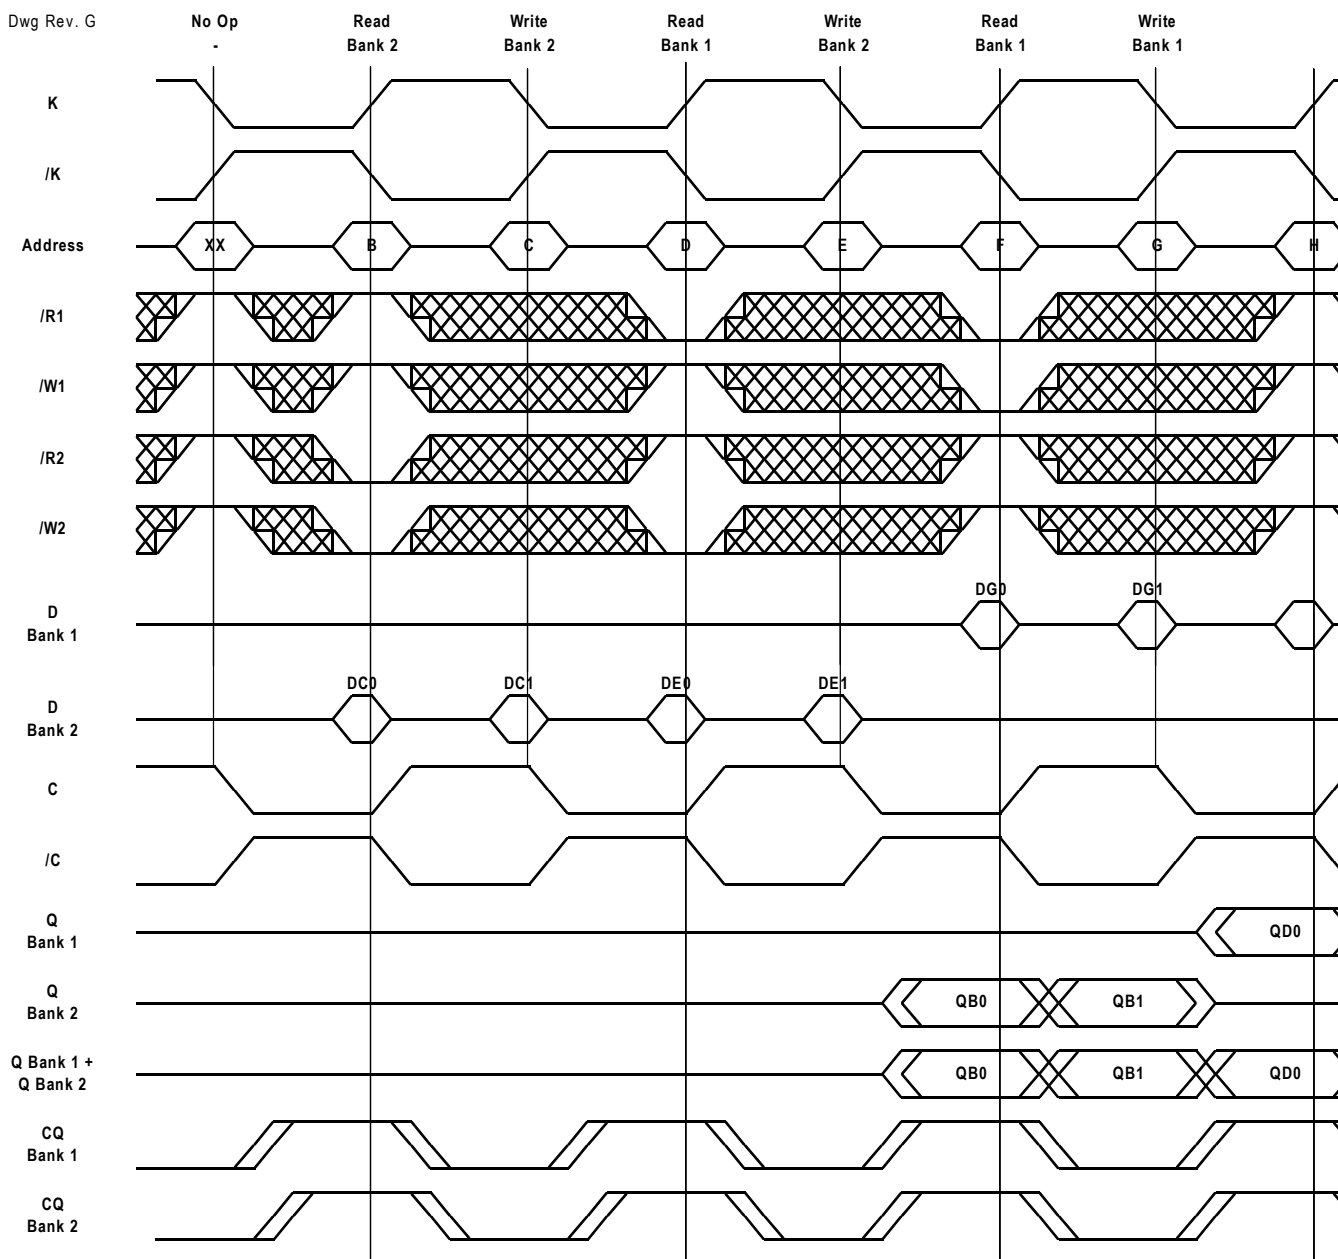 Dwg Rev. G
No Op
-
Read
Bank 2
Write
Bank 2
Read
Bank 1
Write
Bank 2
Read
Bank 1
Write
Bank 1
K
/K
Address
XX
B
C
D
E
F
G
H
/R1
/W1
/R2
/W2
DG0
DG1
D
Bank 1
DC0
DC1
DE0
DE1
D
Bank 2
C
/C
Q
Bank 1
QD0
Q
Bank 2
QB0
QB1
Q Bank 1 +
Q Bank 2
QB0
QB1
QD0
CQ
Bank 1
CQ
Bank 2